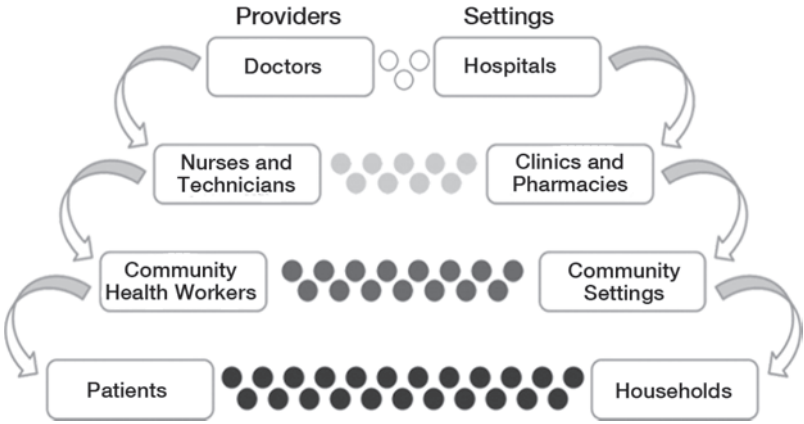 Providers Settings
Doctors Hospitals
Nurses and Clinics and
Technicians Pharmacies
Community Community
Health Workers Settings
Patients Households